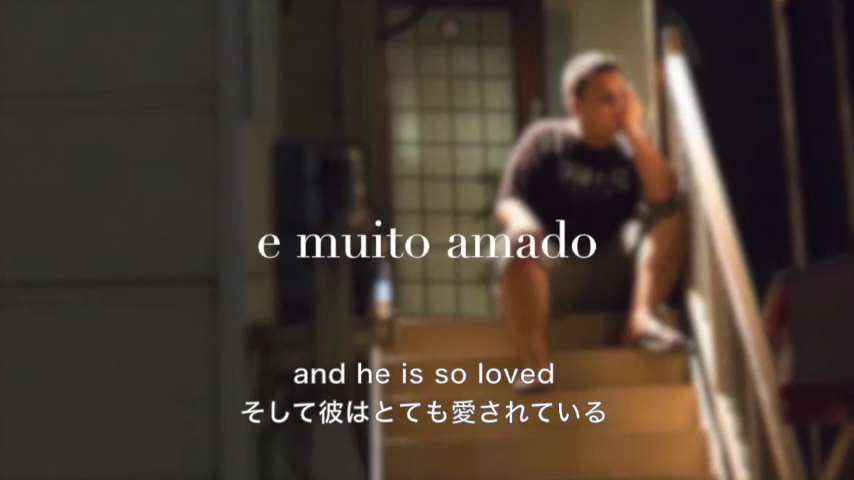 e muito amado
and he is so loved
そして彼はとても愛されている